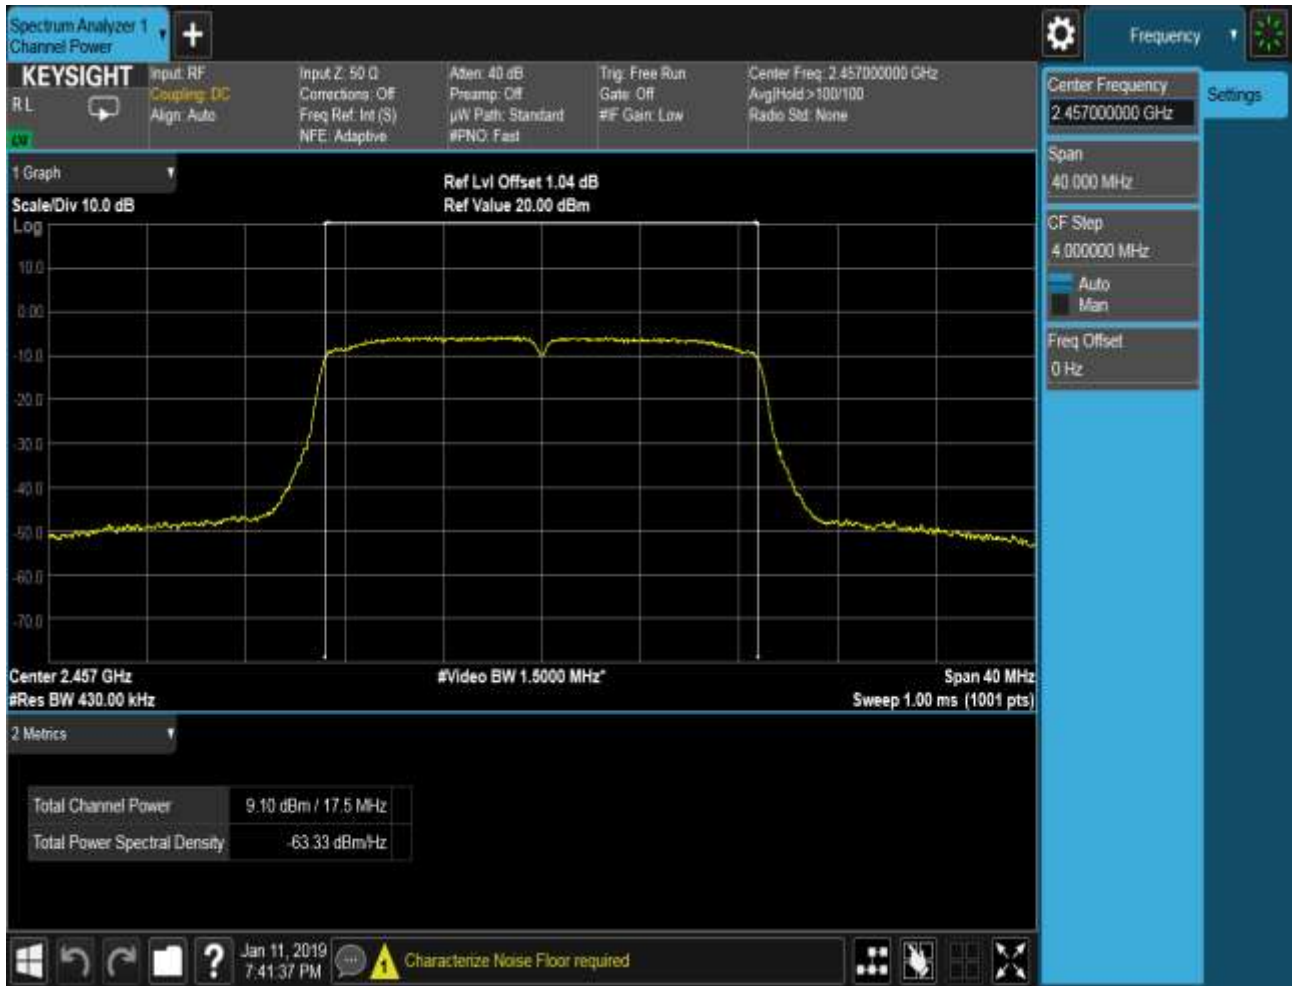 Spectrum Analyzer 1
Channel Power
Frequency
KEYSIGHT
R L
Input: RF
Coupling: DC
Align: Auto
Input Z: 50 Ω
Corrections: Off
Freq Ref: Int (S)
NFE: Adaptive
Atten: 40 dB
Preamp: Off
µW Path: Standard
#PNO: Fast
Trig: Free Run
Gate: Off
#IF Gain: Low
Center Freq: 2.457000000 GHz
Avg|Hold:>100/100
Radio Std: None
Center Frequency
2.457000000 GHz
Settings
Span
40.000 MHz
CF Step
4.000000 MHz
Auto
Man
Freq Offset
0 Hz
1 Graph
Scale/Div 10.0 dB
Ref Lvl Offset 1.04 dB
Ref Value 20.00 dBm
Log
10.0
0.00
-10.0
-20.0
-30.0
-40.0
-50.0
-60.0
-70.0
Center 2.457 GHz
#Video BW 1.5000 MHz*
Span 40 MHz
#Res BW 430.00 kHz
Sweep 1.00 ms (1001 pts)
2 Metrics
Total Channel Power 9.10 dBm / 17.5 MHz
Total Power Spectral Density -63.33 dBm/Hz
?
Jan 11, 2019
7:41:37 PM
1
Characterize Noise Floor required